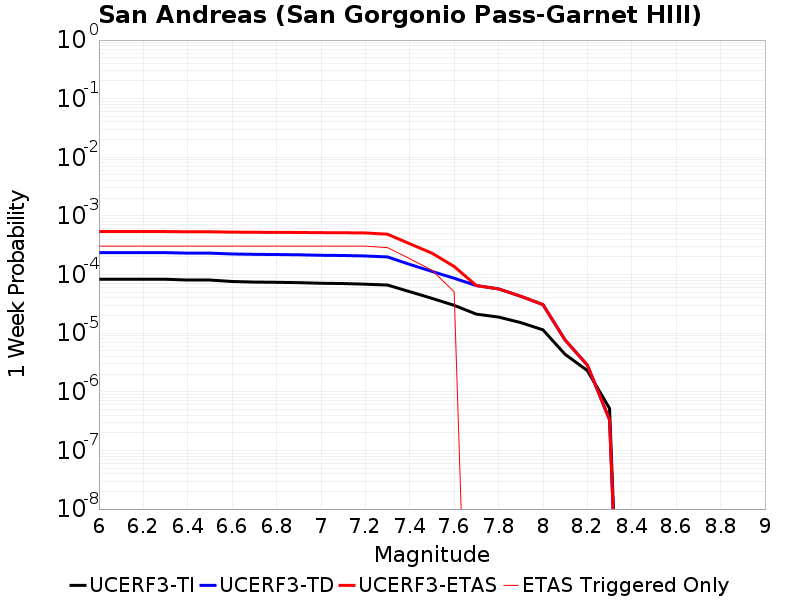 San Andreas (San Gorgonio Pass-Garnet HIll)
10^0
10^-1
10^-2
10^-3
10^-4
10^-5
10^-6
10^-7
10^-8
1 Week Probability
6 6.2 6.4 6.6 6.8 7 7.2 7.4 7.6 7.8 8 8.2 8.4 8.6 8.8 9
Magnitude
UCERF3-TI UCERF3-TD UCERF3-ETAS ETAS Triggered Only